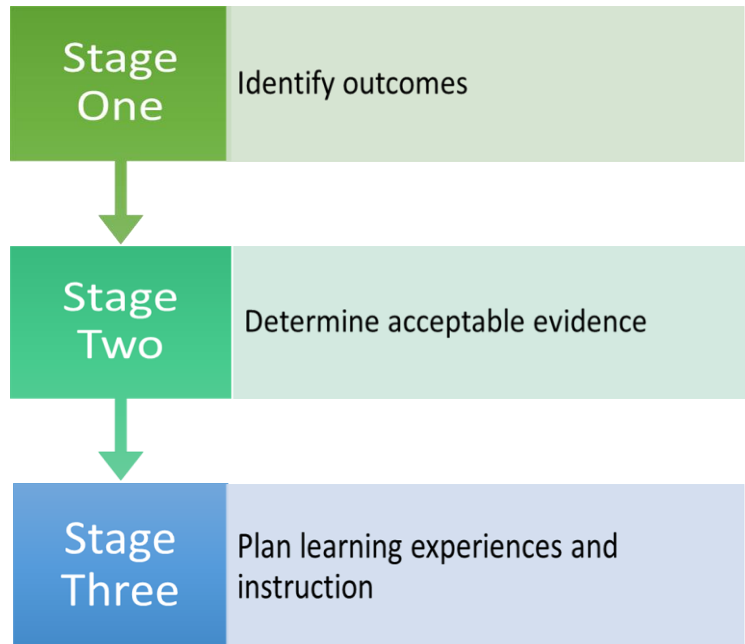 Stage
One
Identify outcomes
Stage
Two
Determine acceptable evidence
Stage
Three
Plan learning experiences and
instruction